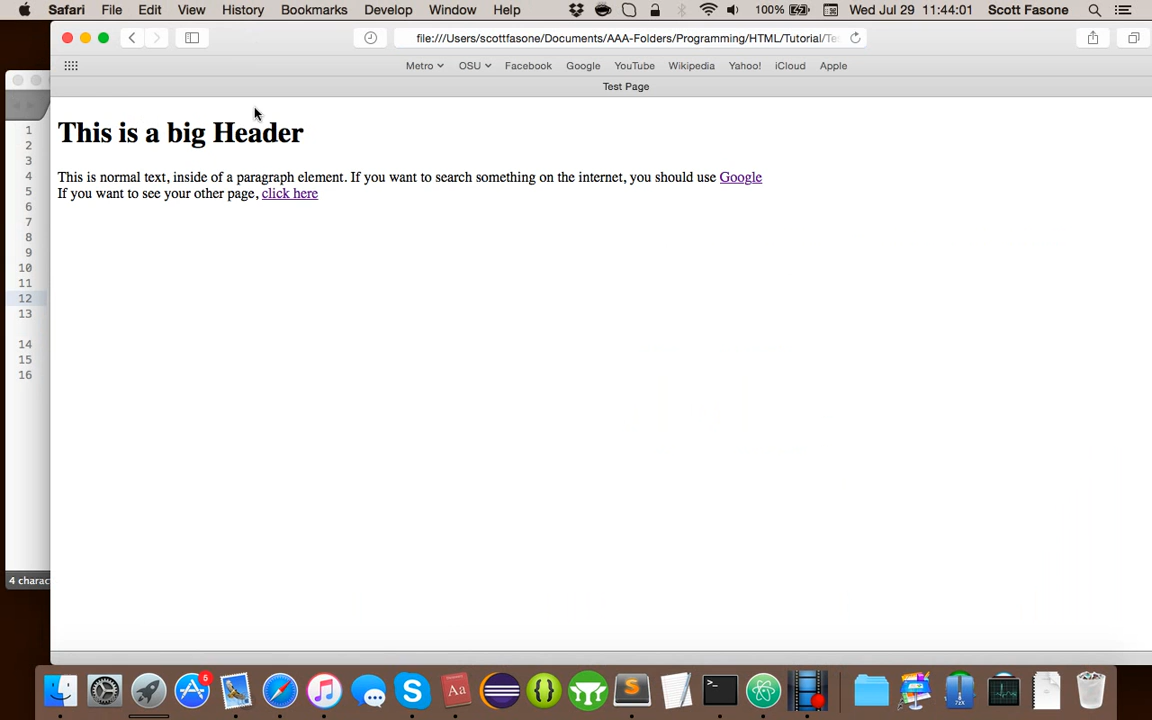 Safari File Edit View History Bookmarks Develop Window Help 100% Wed Jul 29 11:44:01 Scott Fasone
file:///Users/scottfasone/Documents/AAA-Folders/Programming/HTML/Tutorial/Te
Metro OSU Facebook Google YouTube Wikipedia Yahoo! iCloud Apple
Test Page
This is a big Header
This is normal text, inside of a paragraph element. If you want to search something on the internet, you should use Google
If you want to see your other page, click here
1
2
3
4
5
6
7
8
9
10
11
12
13
14
15
16
4 charac
5
Aa
S